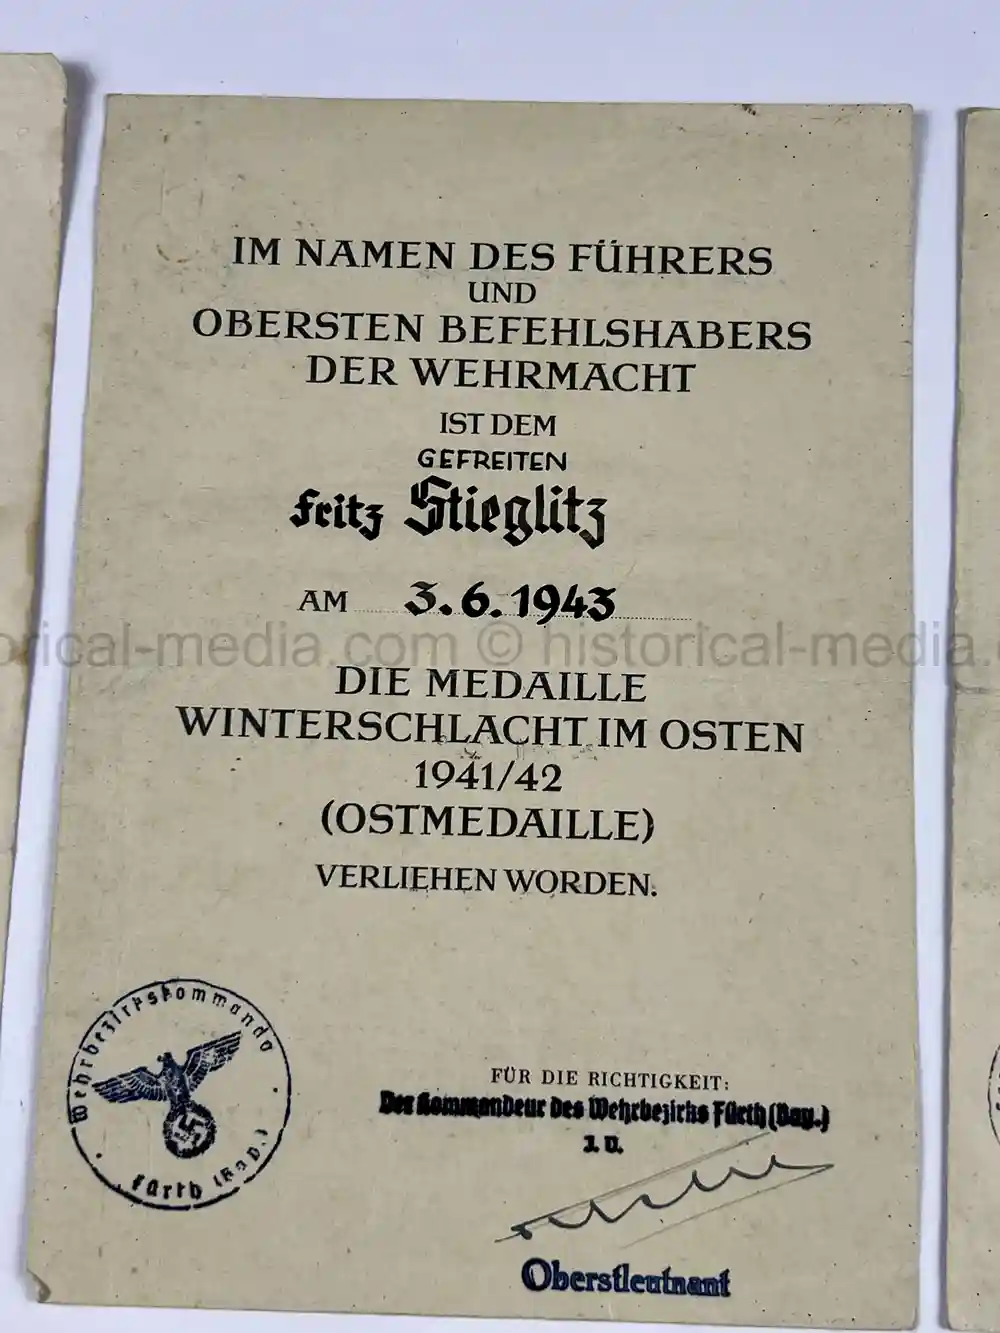 IM NAMEN DES FÜHRERS
UND
OBERSTEN BEFEHLSHABERS
DER WEHRMACHT
IST DEM
GEFREITEN
Fritz Stieglitz
AM 3.6.1943
orical-media.com © historical-media.
DIE MEDAILLE
WINTERSCHLACHT IM OSTEN
1941/42
(OSTMEDAILLE)
VERLIEHEN WORDEN.
Wehrbezirkskommando
Fürth (Bay.)
FÜR DIE RICHTIGKEIT:
Der Kommandeur des Wehrbezirks Fürth (Bay.)
J. V.
Oberstleutnant